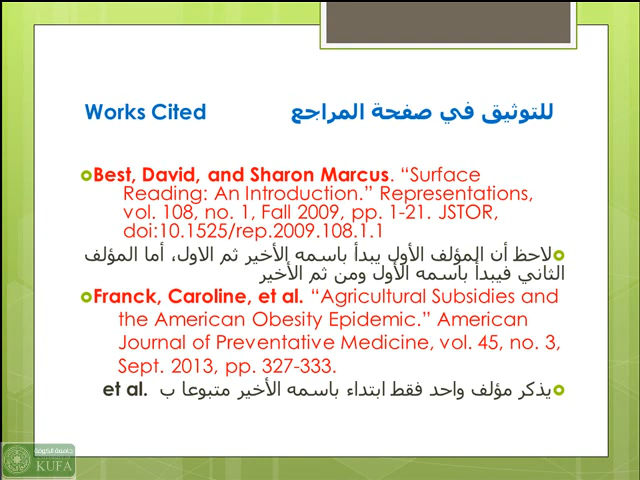 Works Cited للتوثيق في صفحة المراجع
Best, David, and Sharon Marcus. “Surface
Reading: An Introduction.” Representations,
vol. 108, no. 1, Fall 2009, pp. 1-21. JSTOR,
doi:10.1525/rep.2009.108.1.1
لاحظ أن المؤلف الأول يبدأ باسمه الأخير ثم الاول، أما المؤلف
الثاني فيبدأ باسمه الأول ومن ثم الأخير
Franck, Caroline, et al. “Agricultural Subsidies and
the American Obesity Epidemic.” American
Journal of Preventative Medicine, vol. 45, no. 3,
Sept. 2013, pp. 327-333.
يذكر مؤلف واحد فقط ابتداء باسمه الأخير متبوعا ب et al.
جامعة الكوفة
KUFA